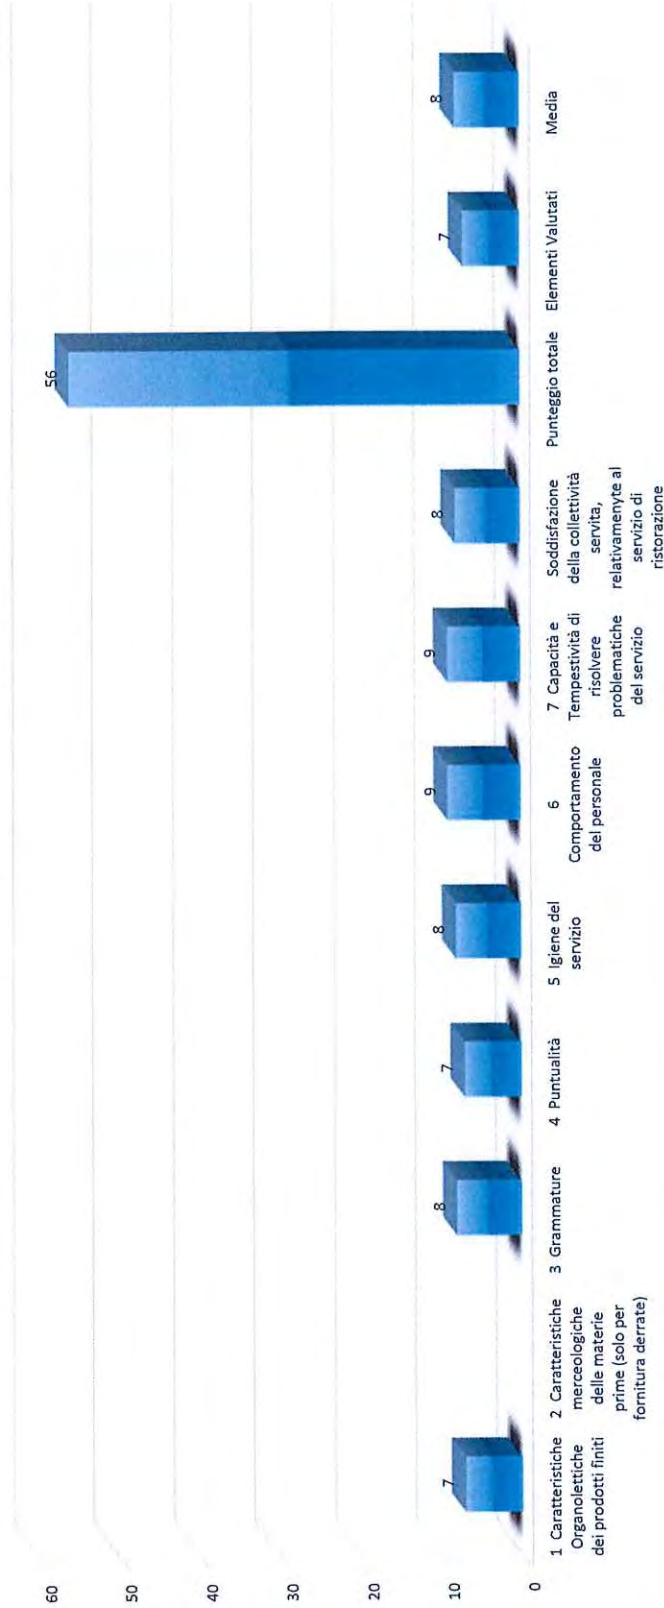 60
50
40
30
20
10
0
7
8
7
8
9
9
8
56
7
8
1 Caratteristiche
Organolettiche
dei prodotti finiti
2 Caratteristiche
merceologiche
delle materie
prime (solo per
fornitura derrate)
3 Grammature
4 Puntualità
5 Igiene del
servizio
6
Comportamento
del personale
7 Capacità e
Tempestività di
risolvere
problematiche
del servizio
Soddisfazione
della collettività
servita,
relativamenyte al
servizio di
ristorazione
Punteggio totale
Elementi Valutati
Media